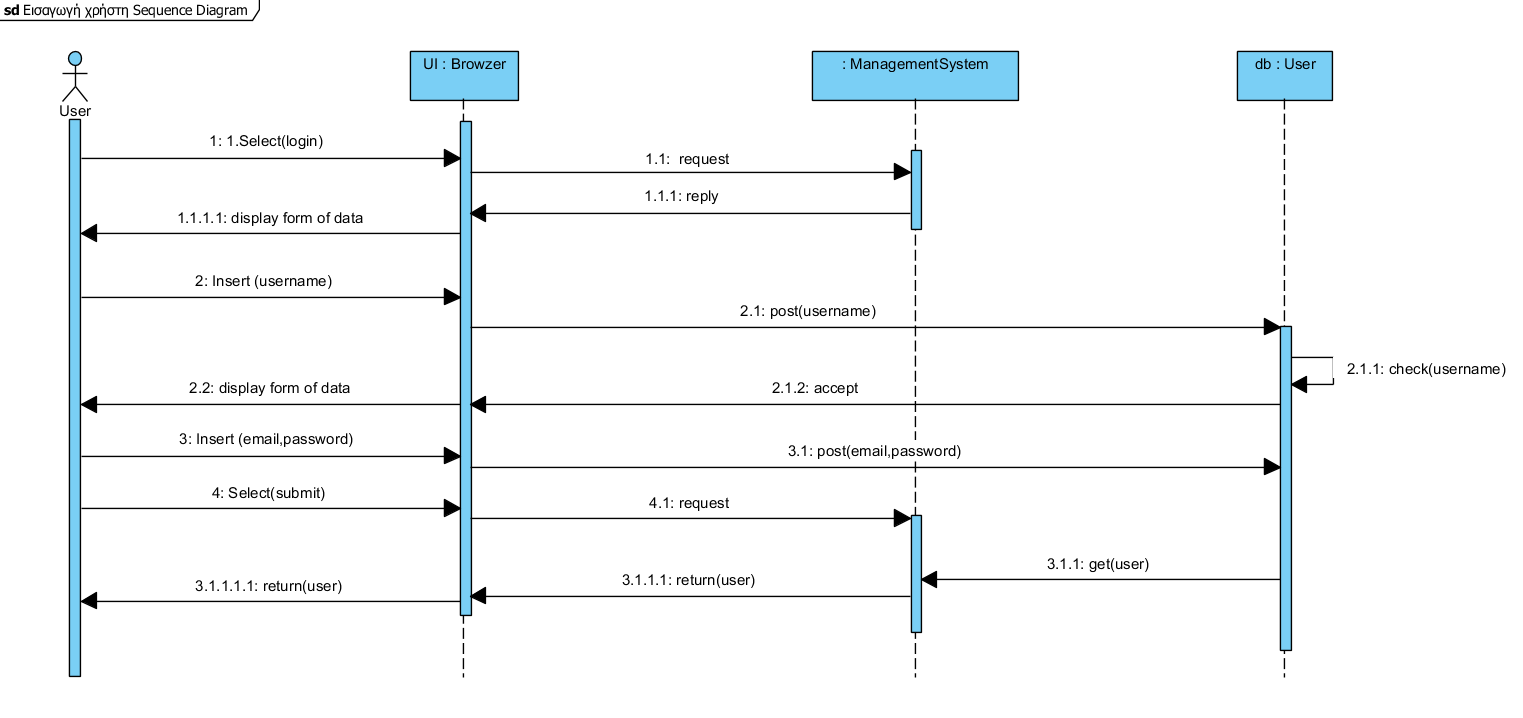 sd Εισαγωγή χρήστη Sequence Diagram
UI : Browzer
: ManagementSystem
db : User
User
1: 1.Select(login)
1.1: request
1.1.1: reply
1.1.1.1: display form of data
2: Insert (username)
2.1: post(username)
2.1.1: check(username)
2.2: display form of data
2.1.2: accept
3: Insert (email,password)
3.1: post(email,password)
4: Select(submit)
4.1: request
3.1.1: get(user)
3.1.1.1: return(user)
3.1.1.1.1: return(user)